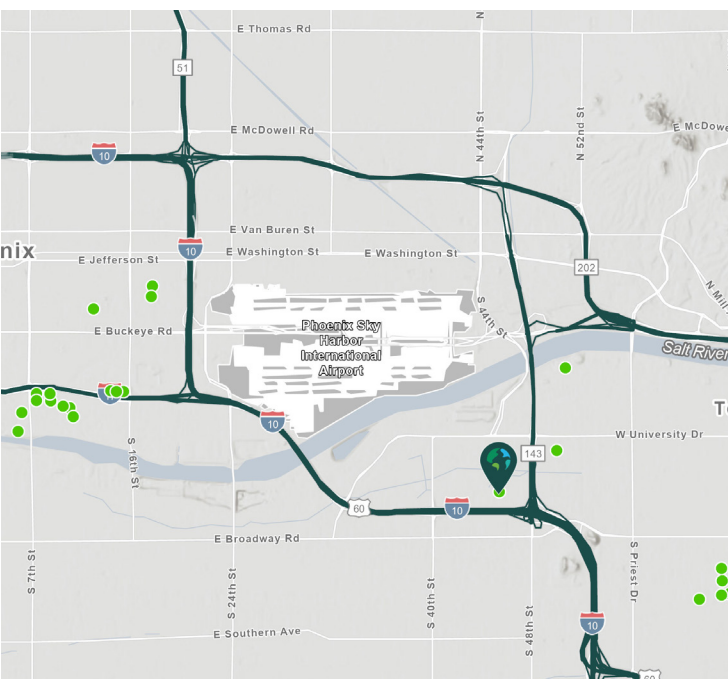 E Thomas Rd
N
51
E McDowell Rd
10
N 44th St
N 52nd St
E McDow
E Van Buren St
nix
10
E Washington St
E Washington St
E Jefferson St
202
N Mill
S 44th St
E Buckeye Rd
Phoenix Sky
Harbor
International
Airport
Salt River
10
S 16th St
W University Dr
143
60
10
E Broadway Rd
S 7th St
S 24th St
S 40th St
S 48th St
S Priest Dr
10
E Southern Ave
60